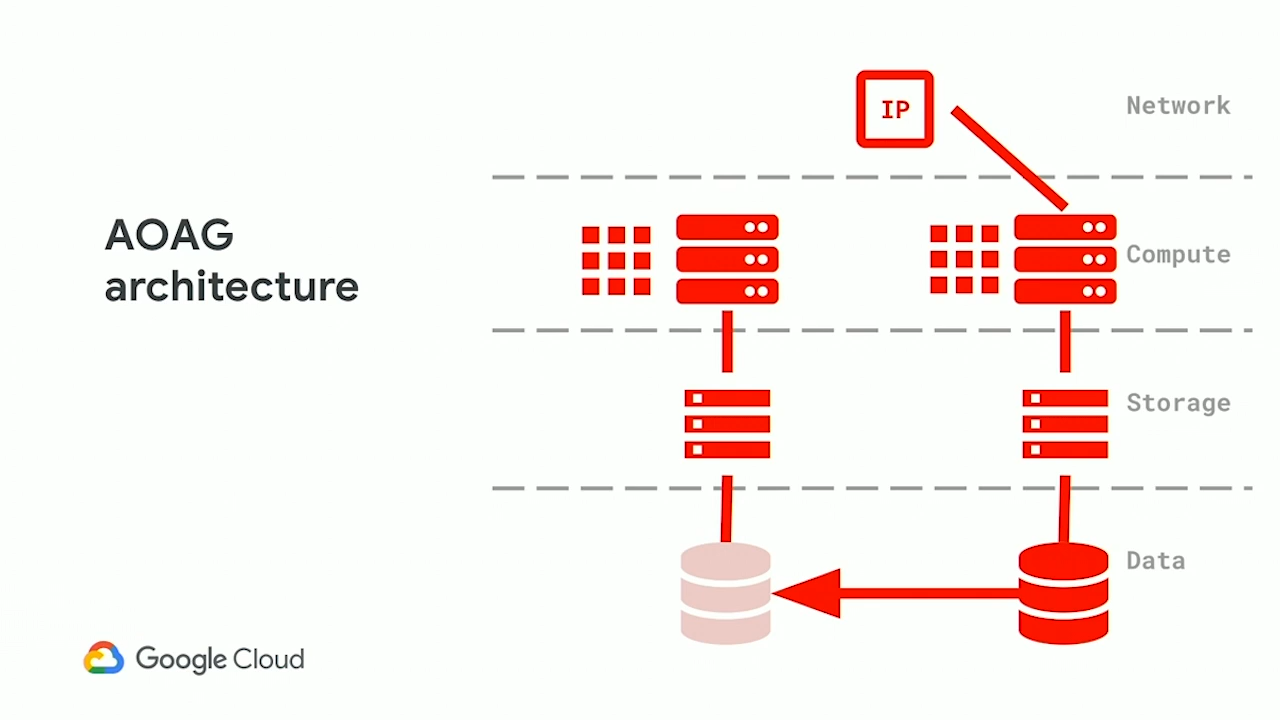 IP
Network
AOAG
architecture
Compute
Storage
Data
Google Cloud